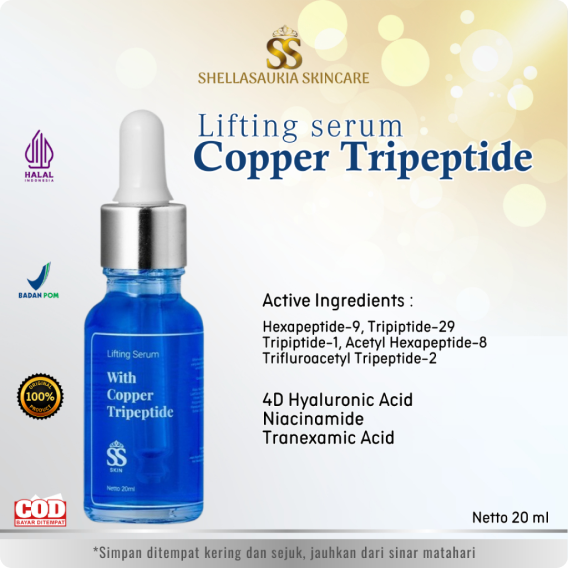 SS
SHELLASAUKIA SKINCARE
Lifting serum
Copper Tripeptide
HALAL
INDONESIA
BADAN POM
ORIGINAL
100%
PRODUCT
COD
BAYAR DITEMPAT
Lifting Serum
With
Copper
Tripeptide
SS
SKIN
Netto 20ml
Active Ingredients :
Hexapeptide-9, Tripiptide-29
Tripiptide-1, Acetyl Hexapeptide-8
Trifluroacetyl Tripeptide-2
4D Hyaluronic Acid
Niacinamide
Tranexamic Acid
Netto 20 ml
*Simpan ditempat kering dan sejuk, jauhkan dari sinar matahari